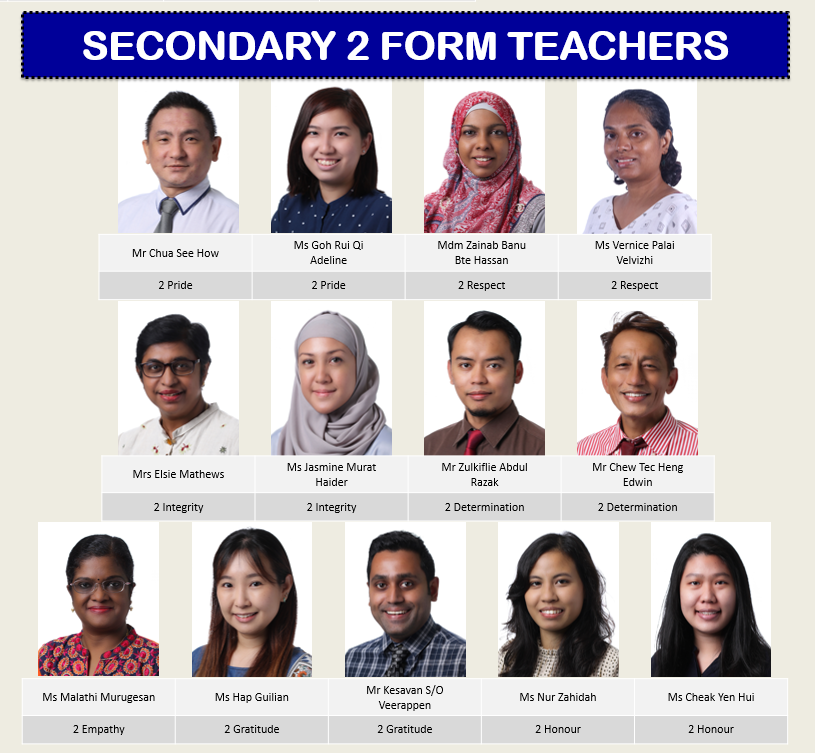 SECONDARY 2 FORM TEACHERS
Mr Chua See How
Ms Goh Rui Qi
Adeline
Mdm Zainab Banu
Bte Hassan
Ms Vernice Palai
Velvizhi
2 Pride
2 Pride
2 Respect
2 Respect
Mrs Elsie Mathews
Ms Jasmine Murat
Haider
Mr Zulkiflie Abdul
Razak
Mr Chew Tec Heng
Edwin
2 Integrity
2 Integrity
2 Determination
2 Determination
Ms Malathi Murugesan
Ms Hap Guilian
Mr Kesavan S/O
Veerappen
Ms Nur Zahidah
Ms Cheak Yen Hui
2 Empathy
2 Gratitude
2 Gratitude
2 Honour
2 Honour